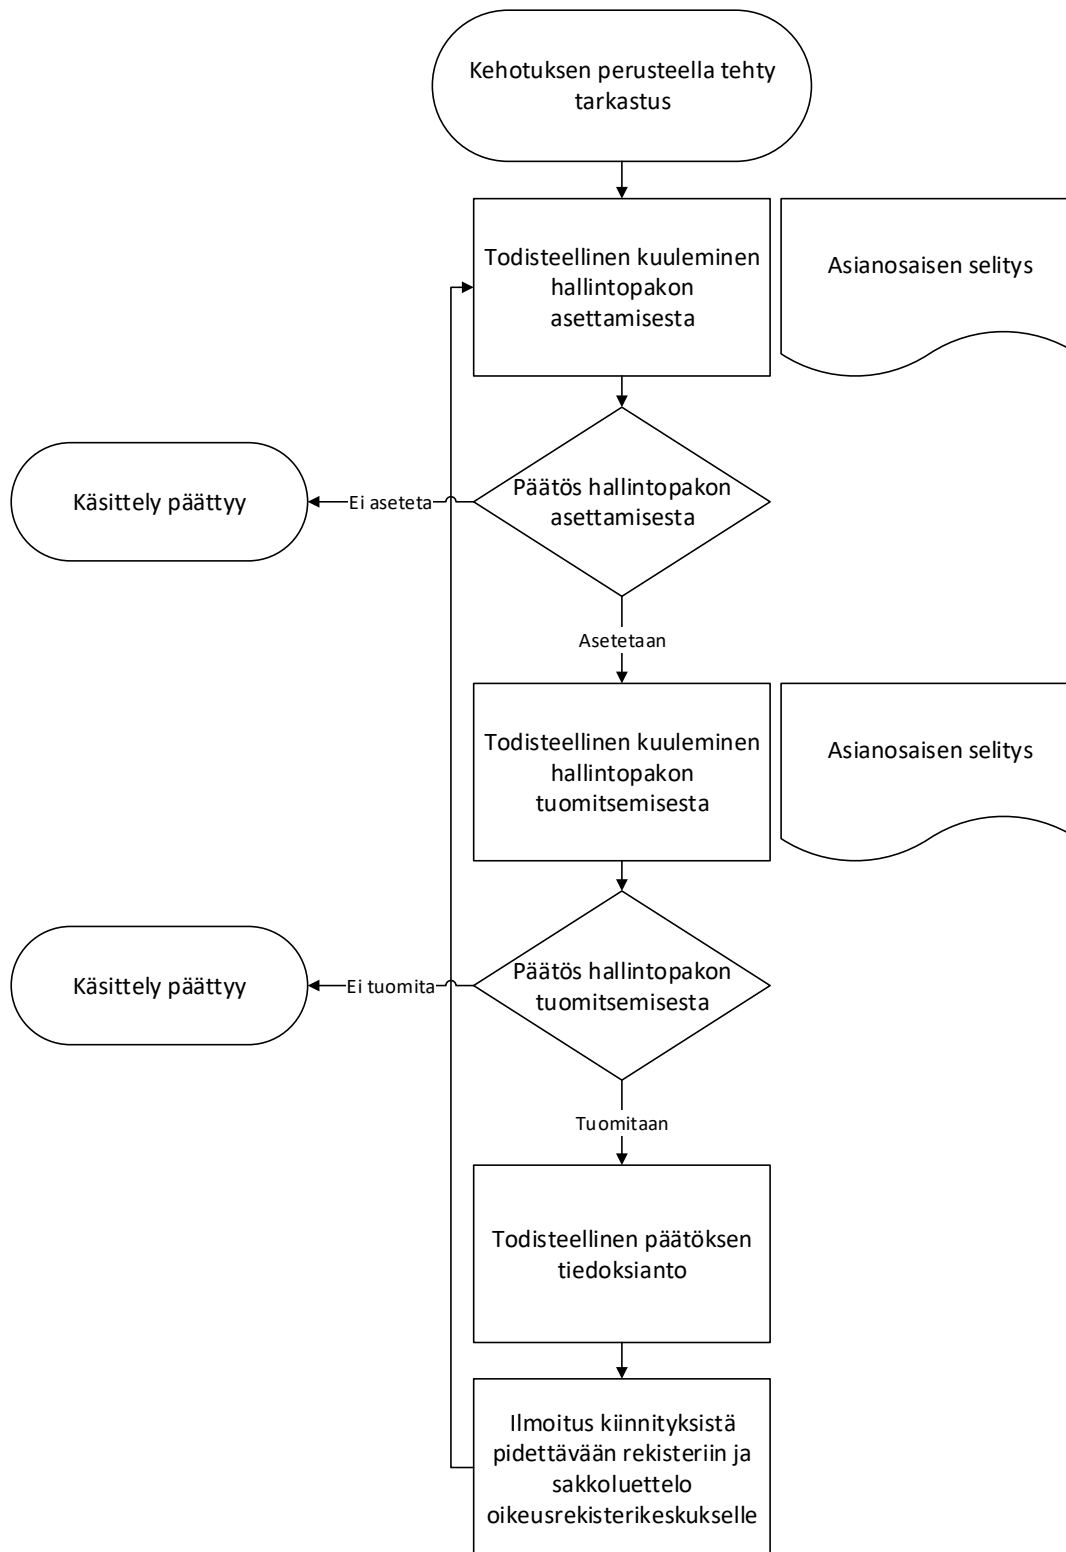 Kehotuksen perusteella tehty
tarkastus
Todisteellinen kuuleminen
hallintopakon
asettamisesta
Asianosaisen selitys
Päätös hallintopakon
asettamisesta
Ei aseteta
Käsittely päättyy
Asetetaan
Todisteellinen kuuleminen
hallintopakon
tuomitsemisesta
Asianosaisen selitys
Päätös hallintopakon
tuomitsemisesta
Ei tuomita
Käsittely päättyy
Tuomitaan
Todisteellinen päätöksen
tiedoksianto
Ilmoitus kiinnityksistä
pidettävään rekisteriin ja
sakkoluettelo
oikeusrekisterikeskukselle